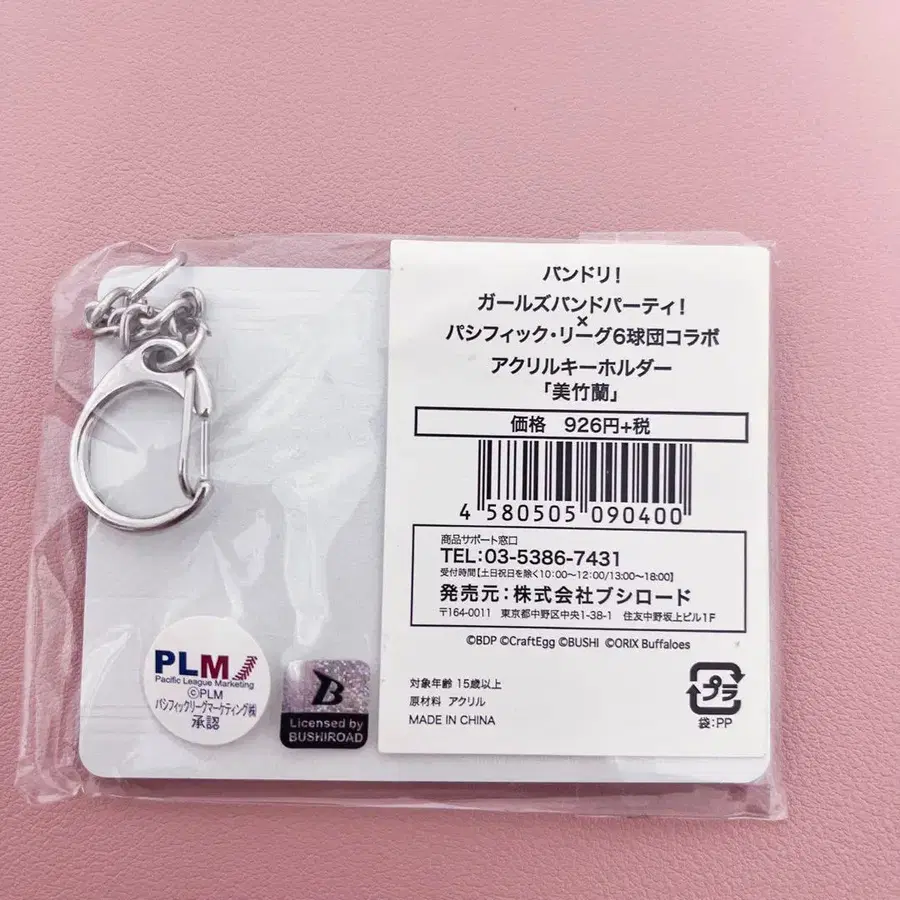 バンドリ！
ガールズバンドパーティ！
×
パシフィック・リーグ6球団コラボ
アクリルキーホルダー
「美竹蘭」
価格 926円+税
4 580505 090400
商品サポート窓口
TEL:03-5386-7431
受付時間【土日祝日を除く10:00〜12:00/13:00〜18:00】
発売元：株式会社ブシロード
〒164-0011 東京都中野区中央1-38-1 住友中野坂上ビル1F
©BDP ©CraftEgg ©BUSHI ©ORIX Buffaloes
対象年齢 15歳以上
原材料 アクリル
MADE IN CHINA
プラ
袋:PP
PLM
Pacific League Marketing
©PLM
パシフィックリーグマーケティング㈱
承認
B
Licensed by
BUSHIROAD